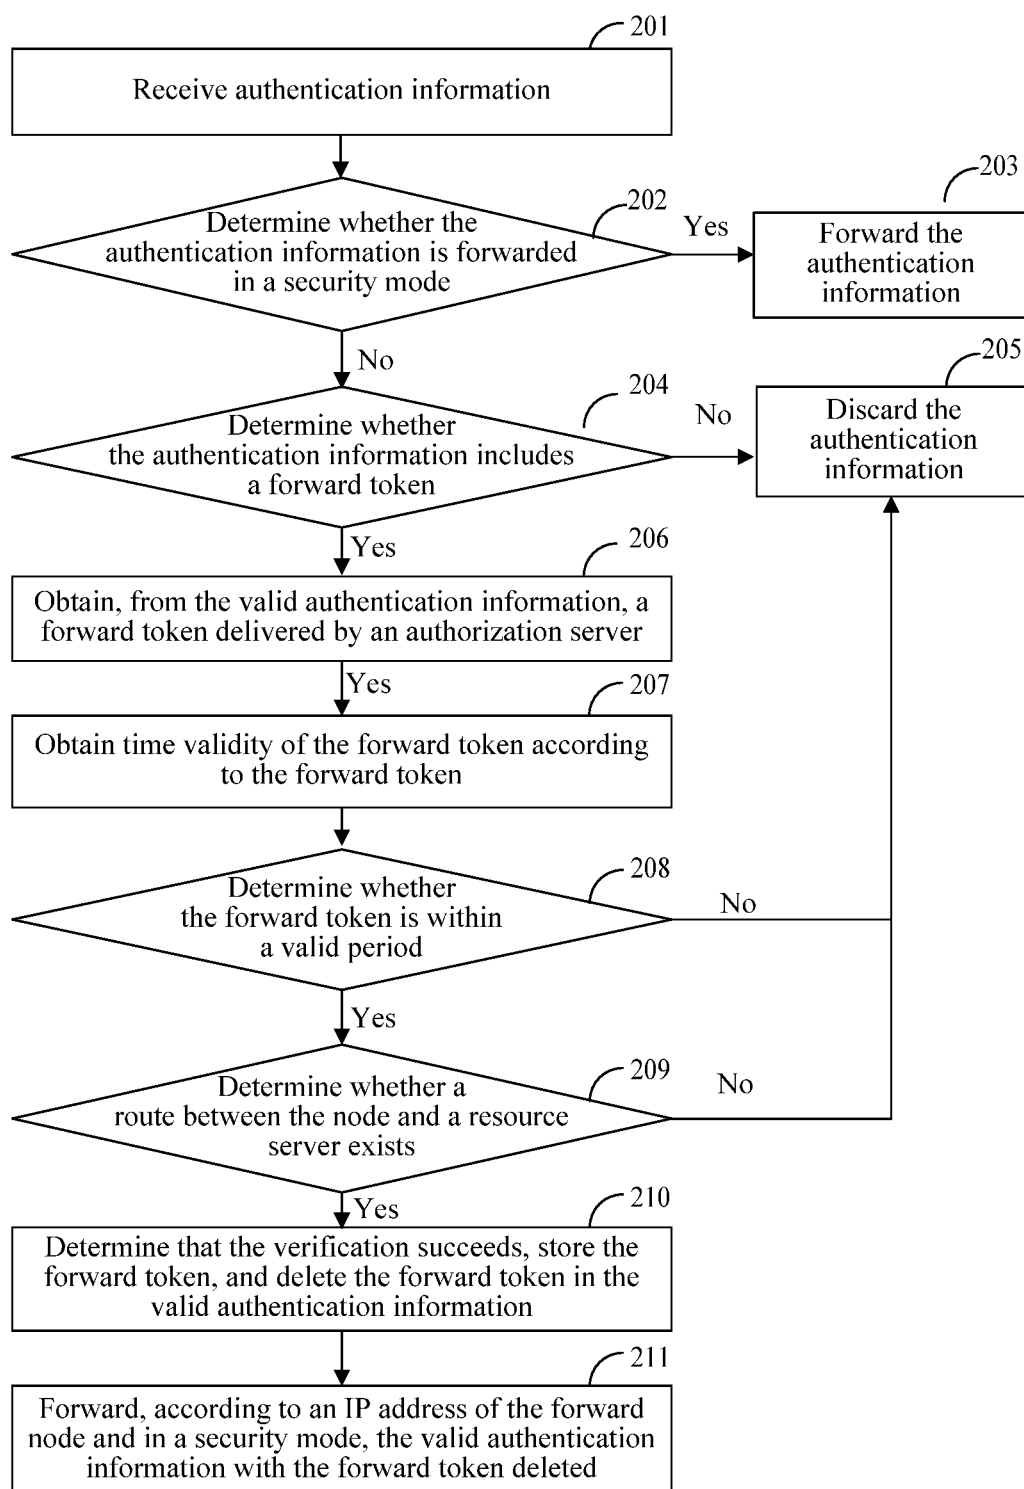 201
Receive authentication information
202
Determine whether the
authentication information is forwarded
in a security mode
Yes
203
Forward the
authentication
information
No
204
Determine whether
the authentication information includes
a forward token
No
205
Discard the
authentication
information
Yes
206
Obtain, from the valid authentication information, a
forward token delivered by an authorization server
Yes
207
Obtain time validity of the forward token according
to the forward token
208
Determine whether
the forward token is within
a valid period
No
Yes
209
Determine whether a
route between the node and a resource
server exists
No
Yes
210
Determine that the verification succeeds, store the
forward token, and delete the forward token in the
valid authentication information
211
Forward, according to an IP address of the forward
node and in a security mode, the valid authentication
information with the forward token deleted